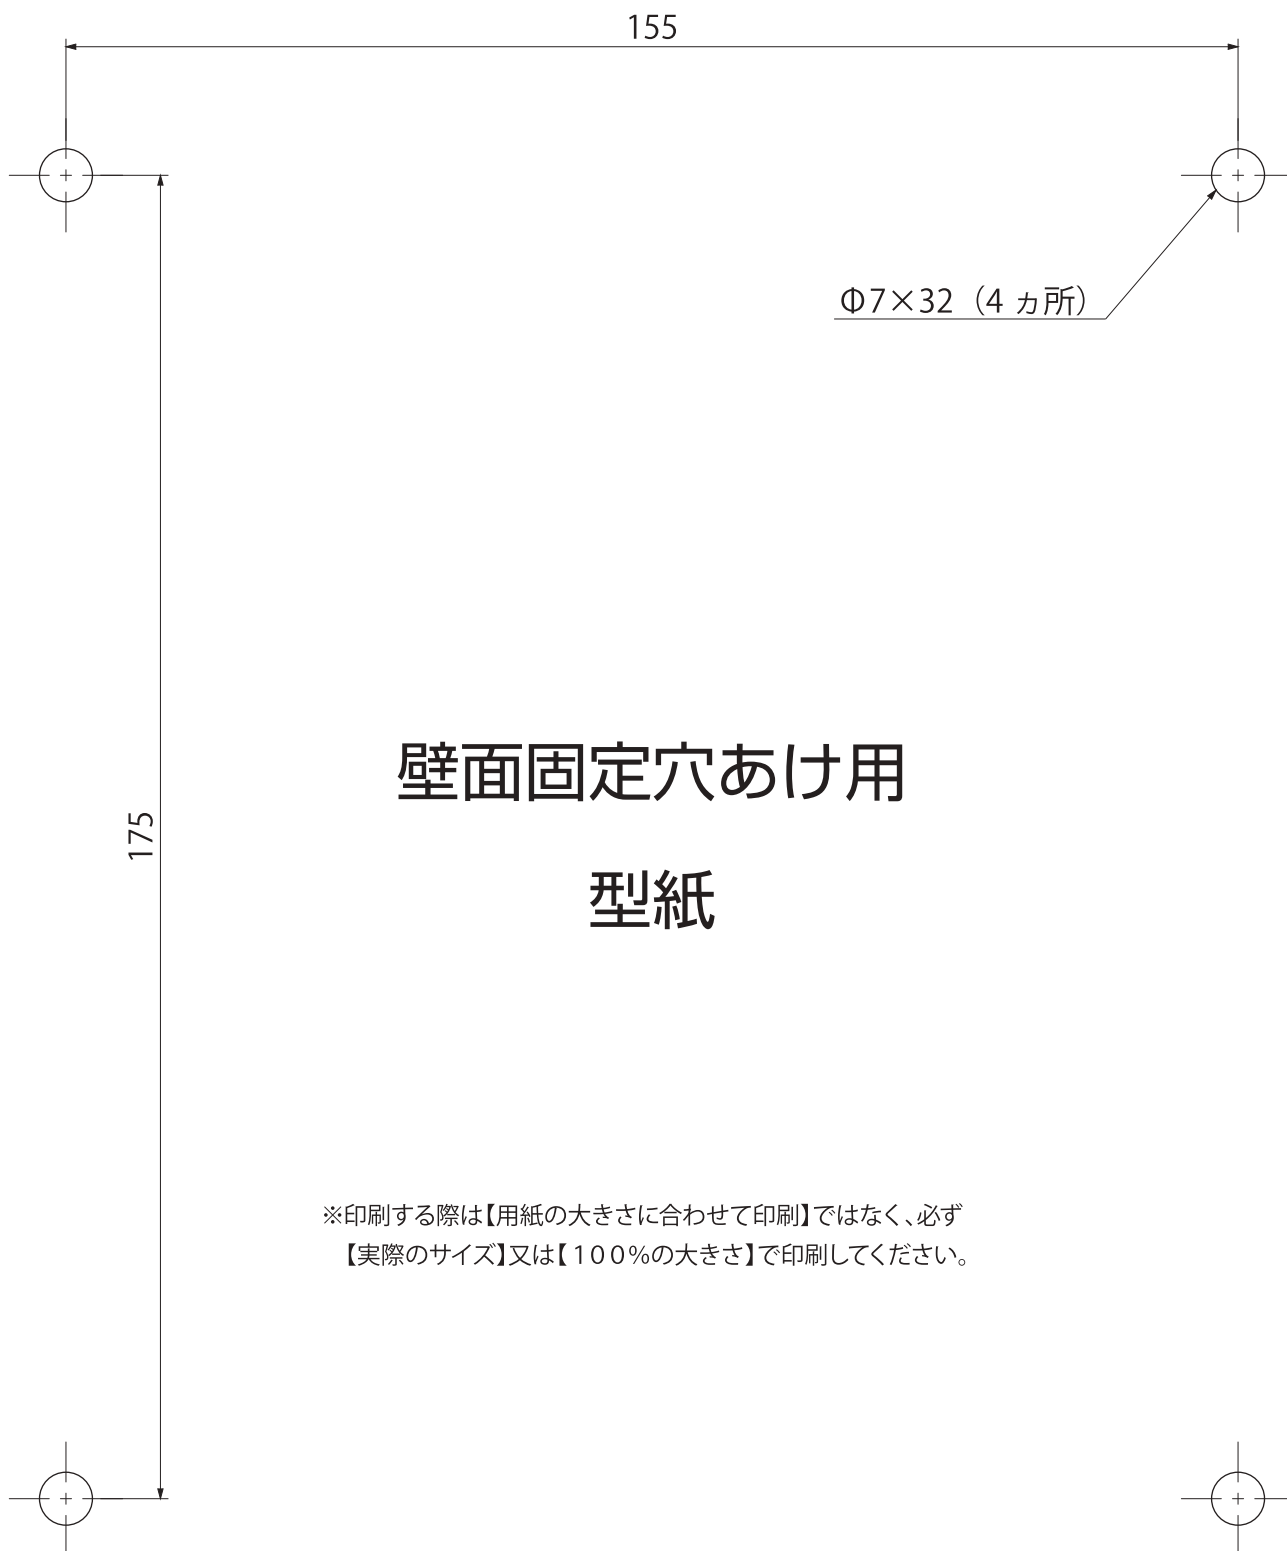 155
Φ7×32（4 ヵ所）
175
壁面固定穴あけ用
型紙
※印刷する際は【用紙の大きさに合わせて印刷】ではなく、必ず
【実際のサイズ】又は【100%の大きさ】で印刷してください。